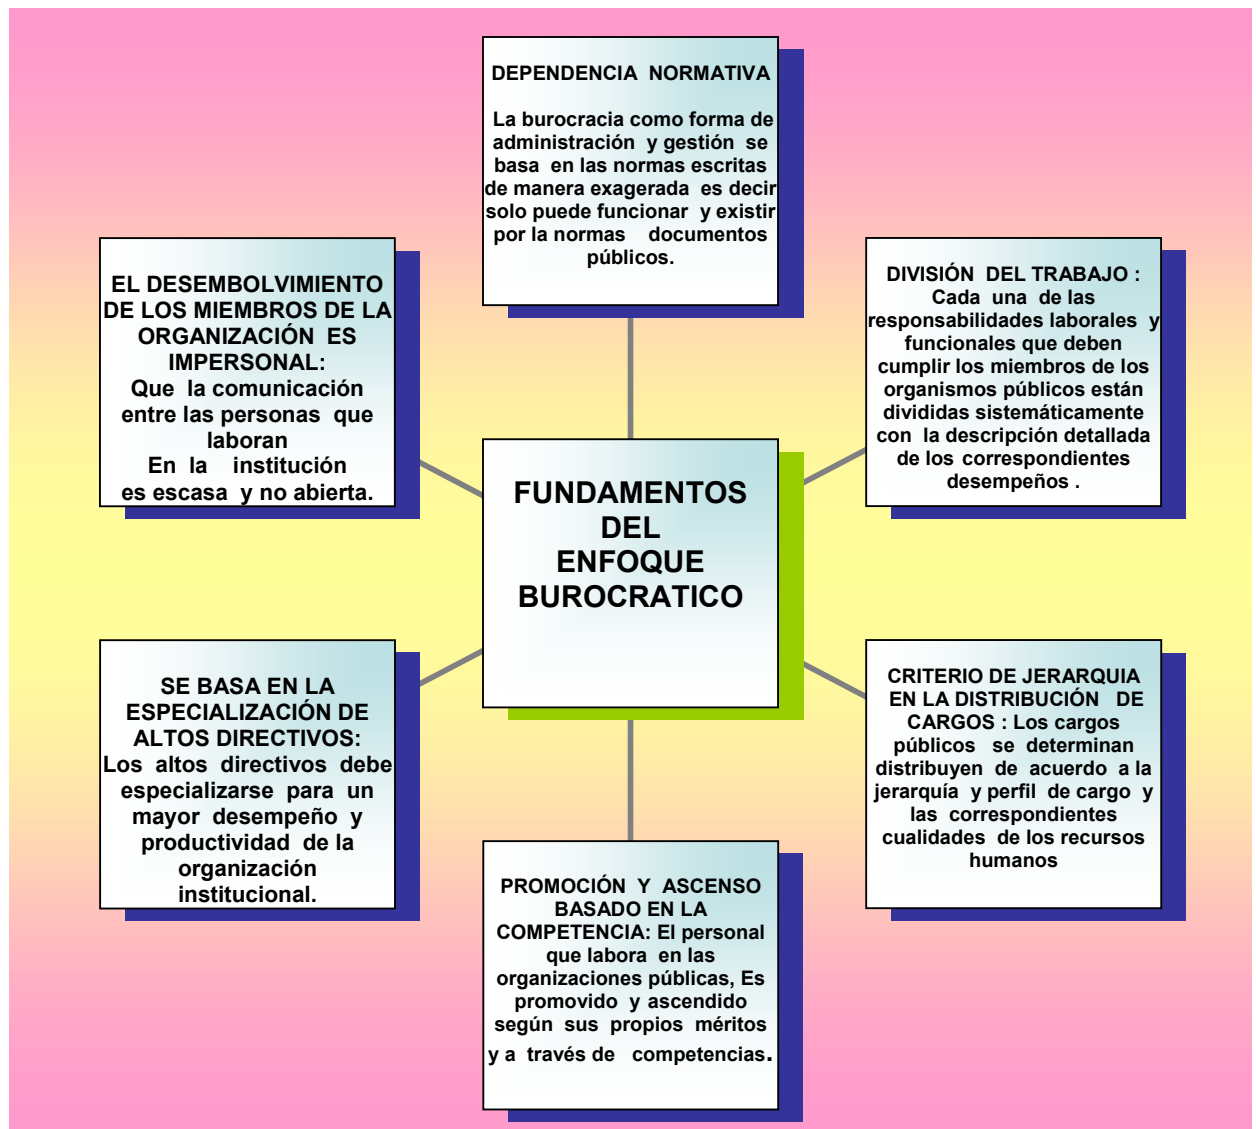 DEPENDENCIA NORMATIVA
La burocracia como forma de
administración y gestión se
basa en las normas escritas
de manera exagerada es decir
solo puede funcionar y existir
por la normas documentos
públicos.
DIVISIÓN DEL TRABAJO :
Cada una de las
responsabilidades laborales y
funcionales que deben
cumplir los miembros de los
organismos públicos están
divididas sistemáticamente
con la descripción detallada
de los correspondientes
desempeños .
EL DESEMBOLVIMIENTO
DE LOS MIEMBROS DE LA
ORGANIZACIÓN ES
IMPERSONAL:
Que la comunicación
entre las personas que
laboran
En la institución
es escasa y no abierta.
FUNDAMENTOS
DEL
ENFOQUE
BUROCRATICO
CRITERIO DE JERARQUIA
EN LA DISTRIBUCIÓN DE
CARGOS : Los cargos
públicos se determinan
distribuyen de acuerdo a la
jerarquía y perfil de cargo y
las correspondientes
cualidades de los recursos
humanos
SE BASA EN LA
ESPECIALIZACIÓN DE
ALTOS DIRECTIVOS:
Los altos directivos debe
especializarse para un
mayor desempeño y
productividad de la
organización
institucional.
PROMOCIÓN Y ASCENSO
BASADO EN LA
COMPETENCIA: El personal
que labora en las
organizaciones públicas, Es
promovido y ascendido
según sus propios méritos
y a través de competencias.